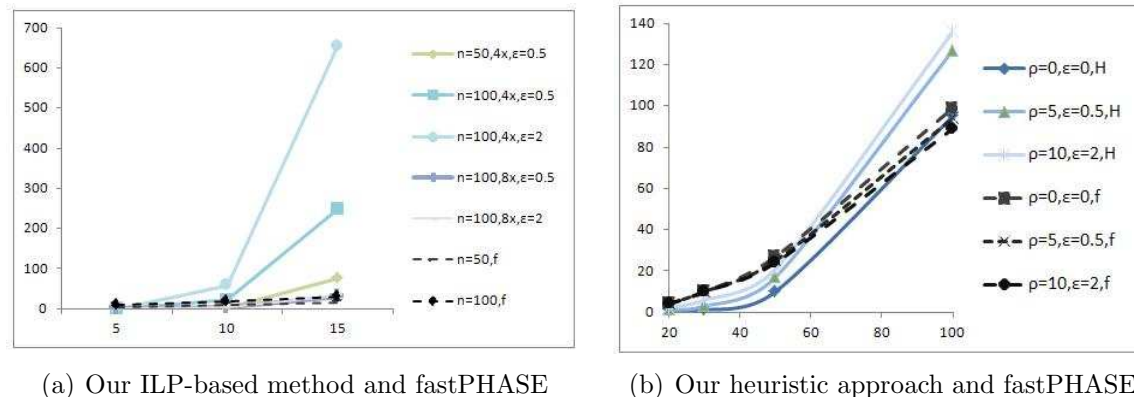 700
600
500
400
300
200
100
0
5 10 15
n=50,4x,ε=0.5
n=100,4x,ε=0.5
n=100,4x,ε=2
n=100,8x,ε=0.5
n=100,8x,ε=2
n=50,f
n=100,f
(a) Our ILP-based method and fastPHASE
140
120
100
80
60
40
20
0
20 40 60 80 100
ρ=0,ε=0,H
ρ=5,ε=0.5,H
ρ=10,ε=2,H
ρ=0,ε=0,f
ρ=5,ε=0.5,f
ρ=10,ε=2,f
(b) Our heuristic approach and fastPHASE